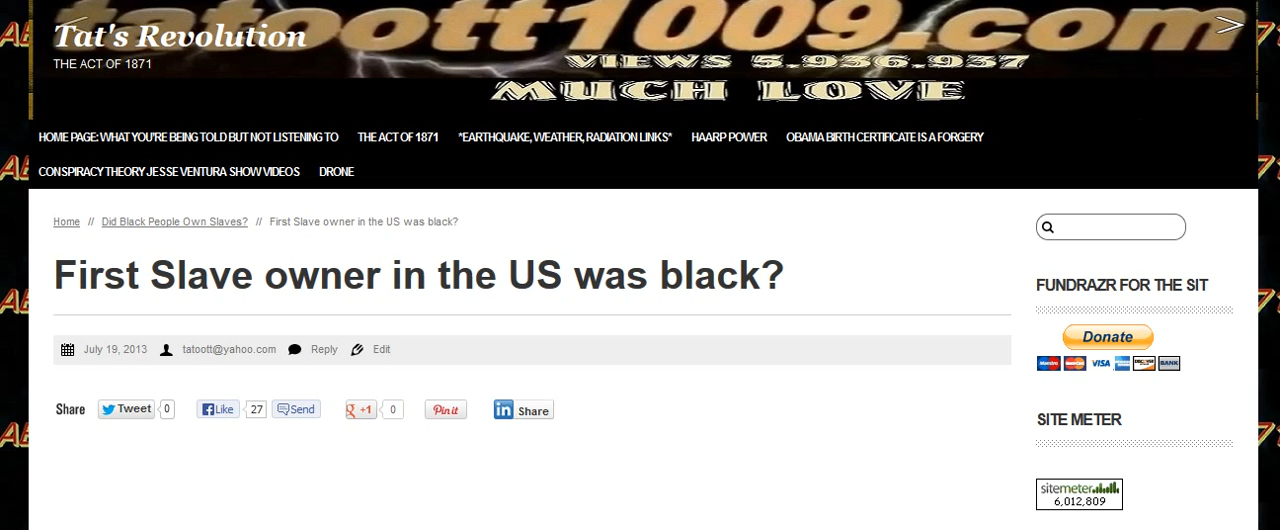 tatoott1009.com
Tat's Revolution
THE ACT OF 1871
VIEWS 5.936.937
MUCH LOVE
HOME PAGE: WHAT YOU'RE BEING TOLD BUT NOT LISTENING TO THE ACT OF 1871 *EARTHQUAKE, WEATHER, RADIATION LINKS* HAARP POWER OBAMA BIRTH CERTIFICATE IS A FORGERY
CONSPIRACY THEORY JESSE VENTURA SHOW VIDEOS DRONE
Home // Did Black People Own Slaves? // First Slave owner in the US was black?
First Slave owner in the US was black?
July 19, 2013 tatoott@yahoo.com Reply Edit
Share Tweet 0 Like 27 Send g +1 0 Pin it in Share
FUNDRAZR FOR THE SIT
Donate
Maestro MasterCard VISA BANK
SITE METER
sitemeter
6,012,809